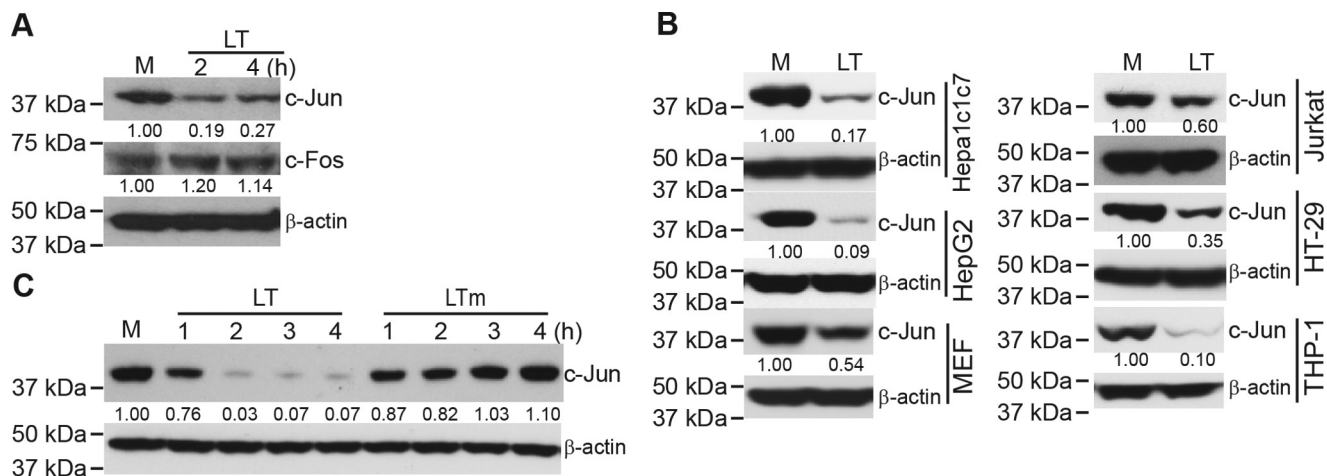 A
LT
M 2 4 (h)
37 kDa c-Jun
1.00 0.19 0.27
75 kDa
c-Fos
1.00 1.20 1.14
50 kDa
β-actin
37 kDa
B
M LT
37 kDa c-Jun
1.00 0.17
50 kDa β-actin
37 kDa
Hepa1c1c7
37 kDa c-Jun
1.00 0.09
50 kDa β-actin
37 kDa
HepG2
37 kDa c-Jun
1.00 0.54
50 kDa β-actin
37 kDa
MEF
M LT
37 kDa c-Jun
1.00 0.60
50 kDa β-actin
37 kDa
Jurkat
37 kDa c-Jun
1.00 0.35
50 kDa β-actin
37 kDa
HT-29
37 kDa c-Jun
1.00 0.10
50 kDa β-actin
37 kDa
THP-1
C
LT LTm
M 1 2 3 4 1 2 3 4 (h)
37 kDa c-Jun
1.00 0.76 0.03 0.07 0.07 0.87 0.82 1.03 1.10
50 kDa β-actin
37 kDa